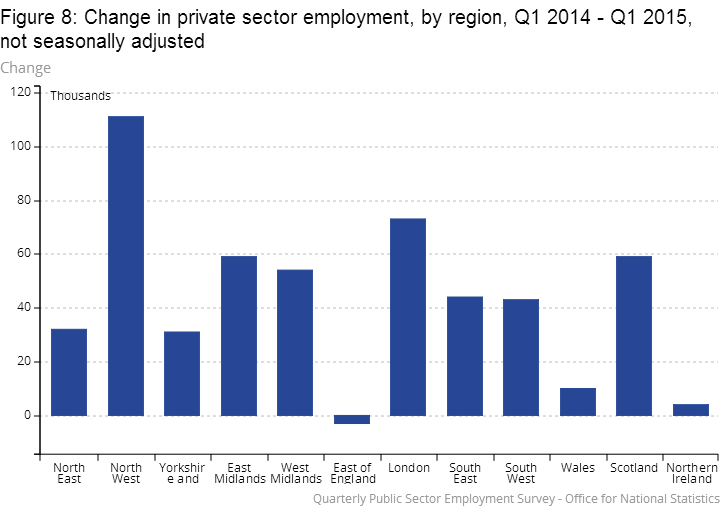 Figure 8: Change in private sector employment, by region, Q1 2014 - Q1 2015,
not seasonally adjusted
Change
Thousands
120
100
80
60
40
20
0
North East
North West
Yorkshire and
East Midlands
West Midlands
East of England
London
South East
South West
Wales
Scotland
Northern Ireland
Quarterly Public Sector Employment Survey - Office for National Statistics